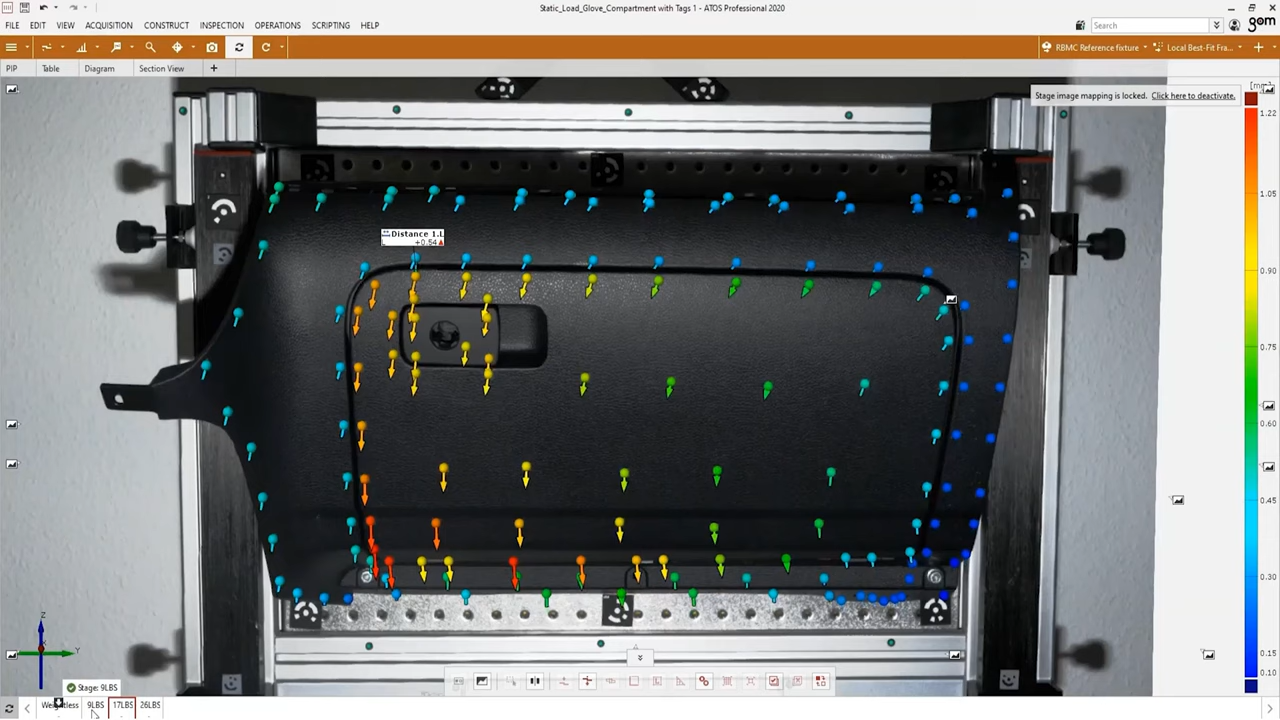 Static_Load_Glove_Compartment with Tags 1 - ATOS Professional 2020
FILE EDIT VIEW ACQUISITION CONSTRUCT INSPECTION OPERATIONS SCRIPTING HELP
Search
gom
RBMC Reference fixture
Local Best-Fit Fra...
PIP Table Diagram Section View +
Stage image mapping is locked. Click here to deactivate.
1.22
Distance 1.L
L +0.54
0.90
0.75
0.60
0.45
0.30
0.15
0.10
Z
Y
Stage: 9LBS
9LBS 17LBS 26LBS